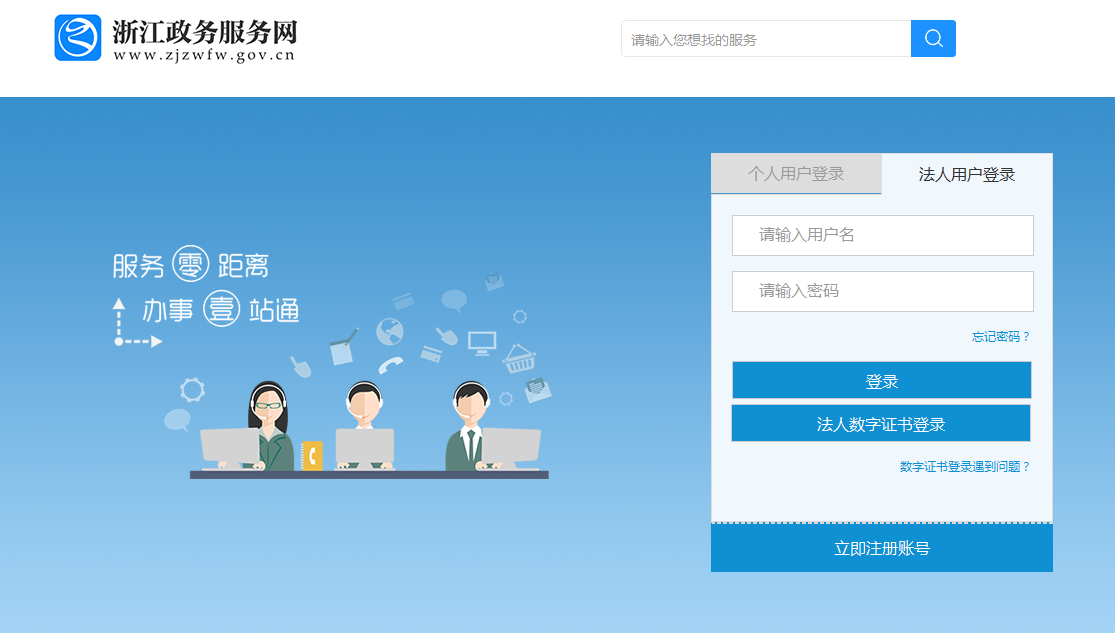 浙江政务服务网
www.zjzwfw.gov.cn
请输入您想找的服务
服务零距离
办事壹站通
个人用户登录
法人用户登录
请输入用户名
请输入密码
忘记密码？
登录
法人数字证书登录
数字证书登录遇到问题？
立即注册账号